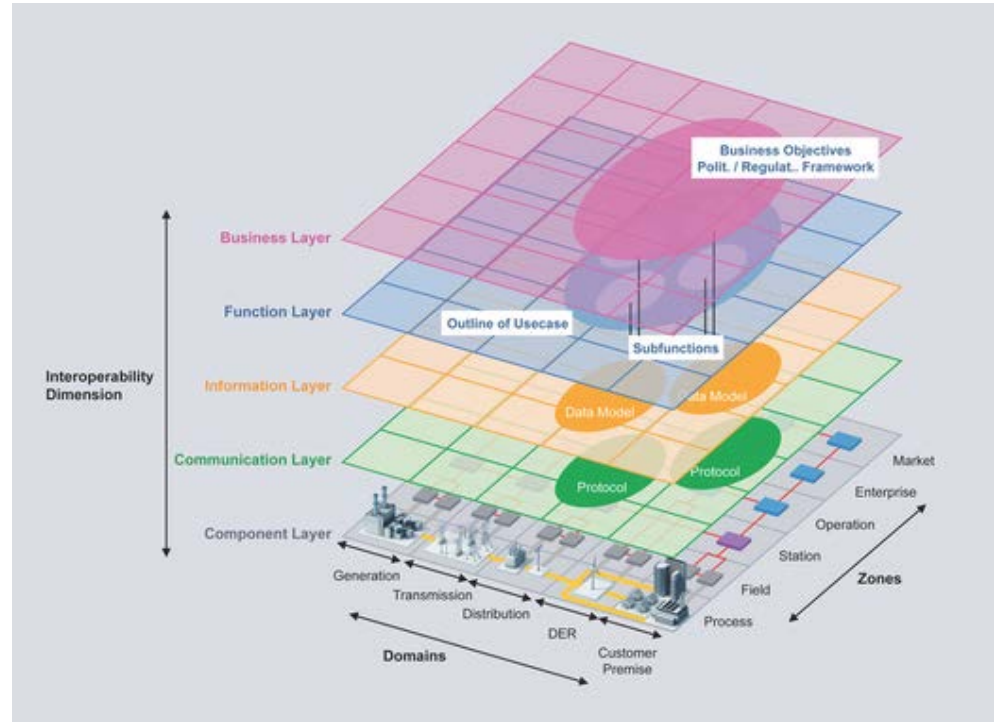 Business Objectives
Polit. / Regulat.. Framework
Business Layer
Function Layer
Outline of Usecase
Subfunctions
Interoperability
Dimension
Information Layer
Data Model
Data Model
Communication Layer
Protocol
Protocol
Component Layer
Market
Enterprise
Operation
Station
Field
Process
Zones
Generation
Transmission
Distribution
DER
Customer
Premise
Domains